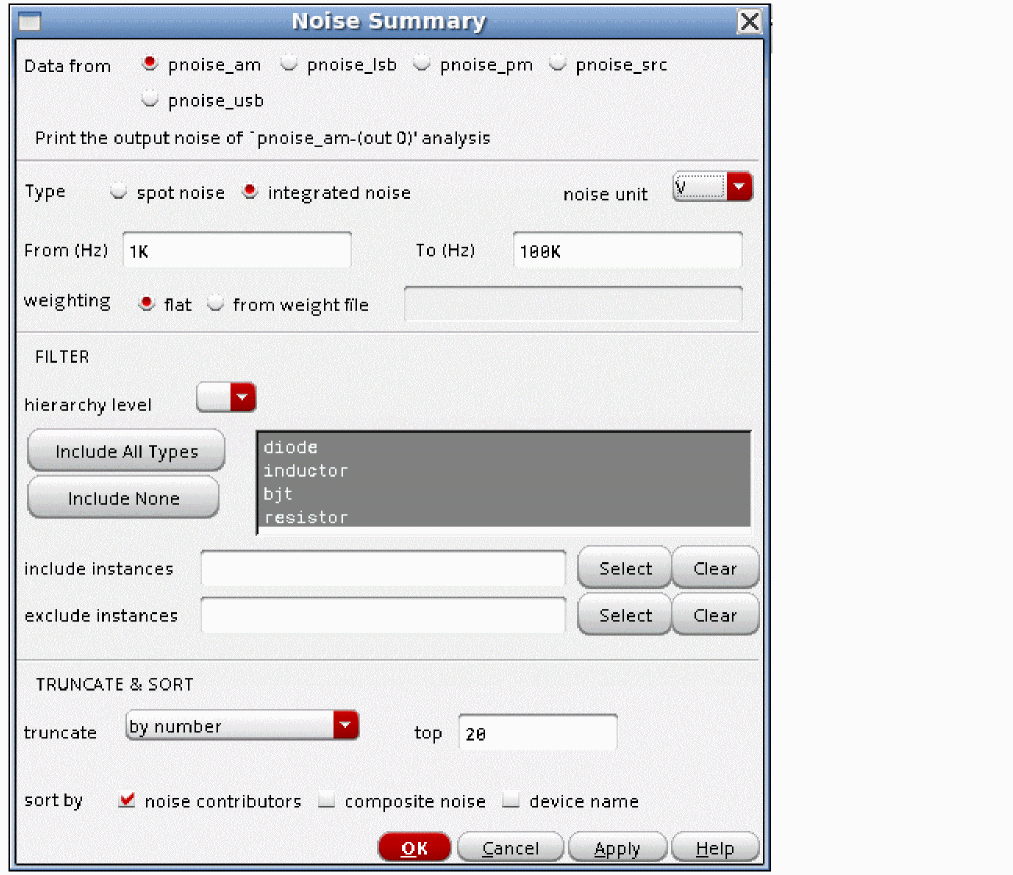 Noise Summary
Data from pnoise_am pnoise_lsb pnoise_pm pnoise_src
pnoise_usb
Print the output noise of `pnoise_am-(out 0)' analysis
Type spot noise integrated noise noise unit V
From (Hz) 1K To (Hz) 100K
weighting flat from weight file
FILTER
hierarchy level
Include All Types
Include None
diode
inductor
bjt
resistor
include instances Select Clear
exclude instances Select Clear
TRUNCATE & SORT
truncate by number top 20
sort by noise contributors composite noise device name
OK Cancel Apply Help